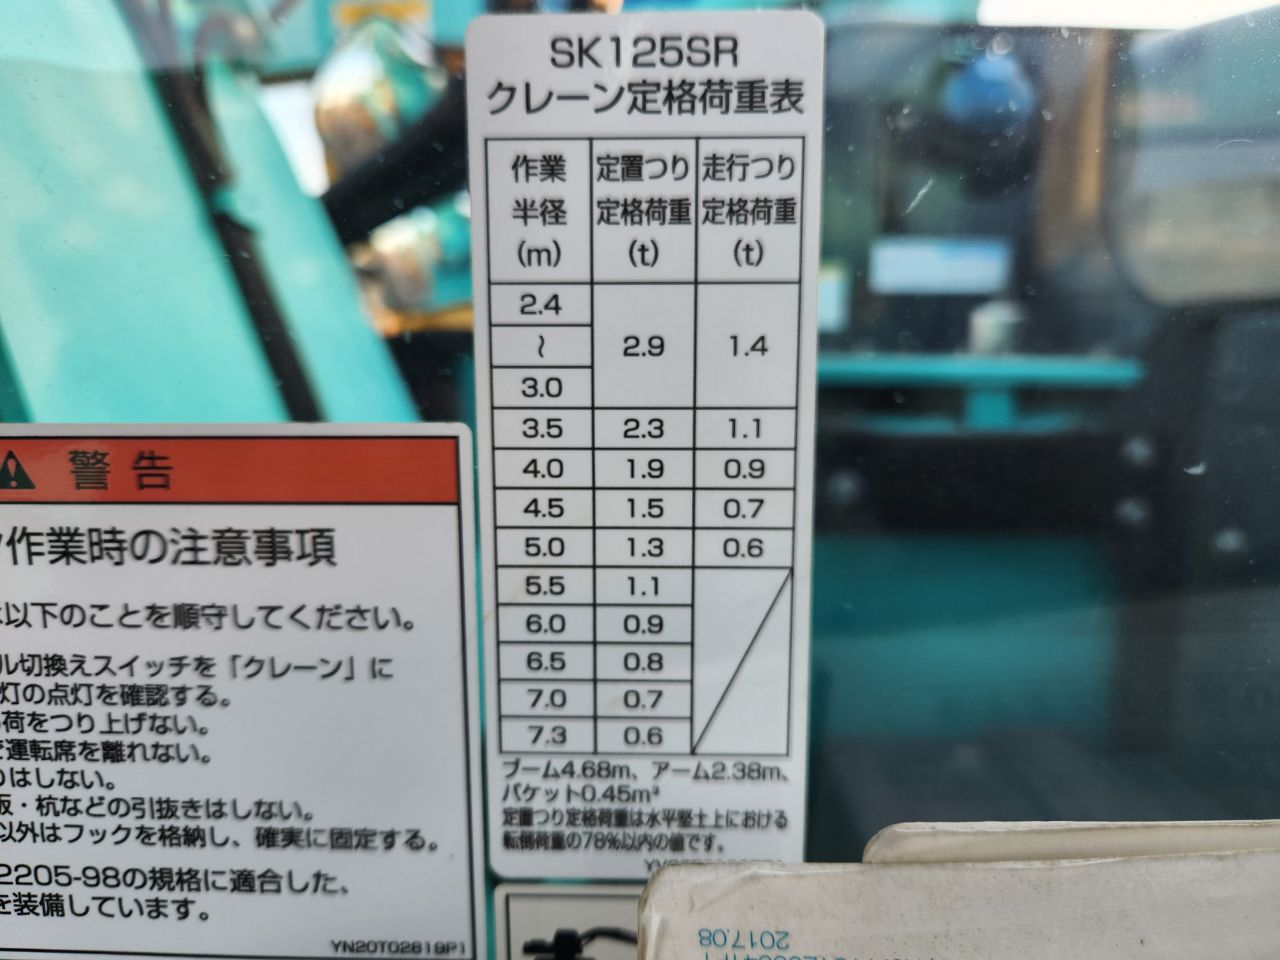 SK125SR
クレーン定格荷重表
作業半径(m) 定置つり定格荷重(t) 走行つり定格荷重(t)
2.4
〜 2.9 1.4
3.0
3.5 2.3 1.1
4.0 1.9 0.9
4.5 1.5 0.7
5.0 1.3 0.6
5.5 1.1
6.0 0.9
6.5 0.8
7.0 0.7
7.3 0.6
ブーム4.68m、アーム2.38m、
バケット0.45m³
定置つり定格荷重は水平堅土上における
転倒荷重の78%以内の値です。
警告
作業時の注意事項
以下のことを順守してください。
ル切換えスイッチを「クレーン」に
灯の点灯を確認する。
荷をつり上げない。
運転席を離れない。
はしない。
板・杭などの引抜きはしない。
以外はフックを格納し、確実に固定する。
2205-98の規格に適合した、
を装備しています。
YN20T02619P1
2017.08